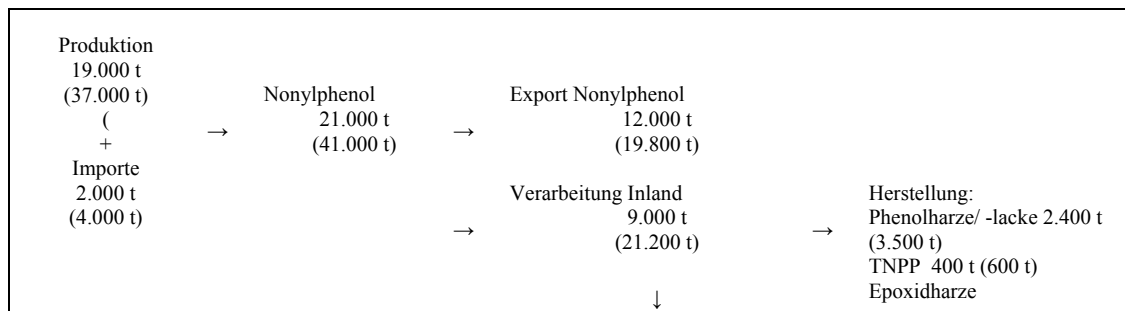 Produktion
19.000 t
(37.000 t)
(
+
Importe
2.000 t
(4.000 t)
→
Nonylphenol
21.000 t
(41.000 t)
→
Export Nonylphenol
12.000 t
(19.800 t)
→
Verarbeitung Inland
9.000 t
(21.200 t)
→
Herstellung:
Phenolharze/ -lacke 2.400 t
(3.500 t)
TNPP 400 t (600 t)
Epoxidharze
↓